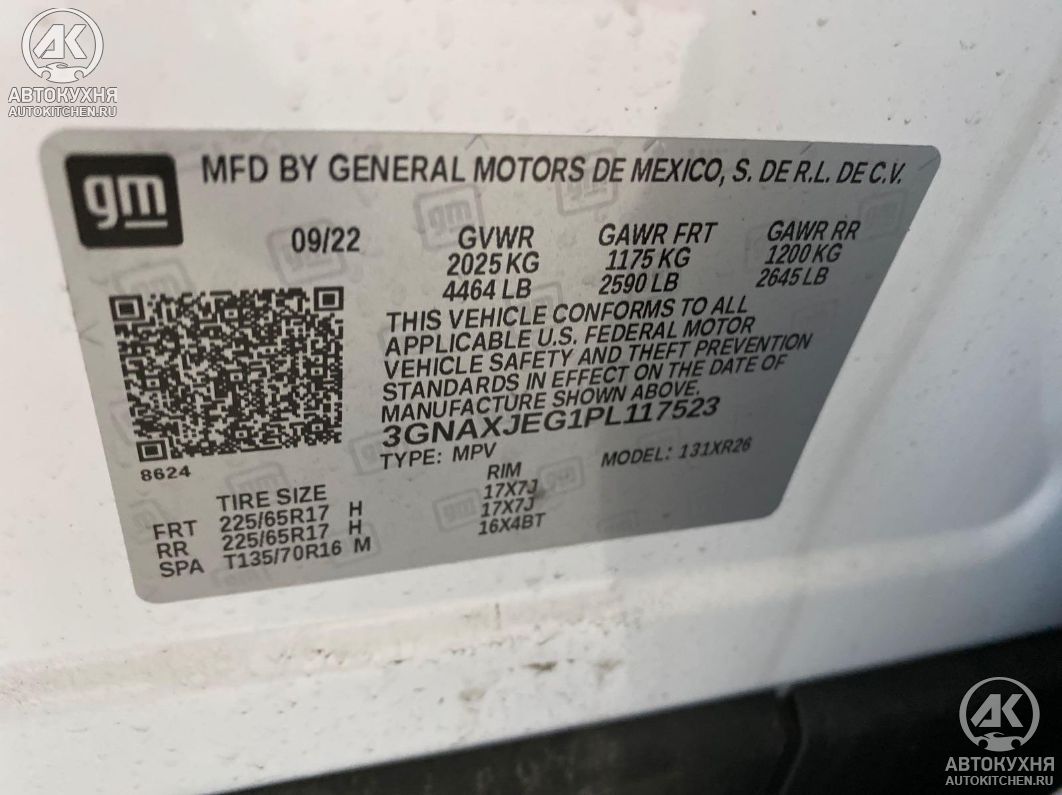 AK
АВТОКУХНЯ
AUTOKITCHEN.RU
gm
MFD BY GENERAL MOTORS DE MEXICO, S. DE R.L. DE C.V.
09/22 GVWR GAWR FRT GAWR RR
2025 KG 1175 KG 1200 KG
4464 LB 2590 LB 2645 LB
THIS VEHICLE CONFORMS TO ALL
APPLICABLE U.S. FEDERAL MOTOR
VEHICLE SAFETY AND THEFT PREVENTION
STANDARDS IN EFFECT ON THE DATE OF
MANUFACTURE SHOWN ABOVE.
3GNAXJEG1PL117523
TYPE: MPV MODEL: 131XR26
8624
TIRE SIZE RIM
FRT 225/65R17 H 17X7J
RR 225/65R17 H 17X7J
SPA T135/70R16 M 16X4BT
AK
АВТОКУХНЯ
AUTOKITCHEN.RU